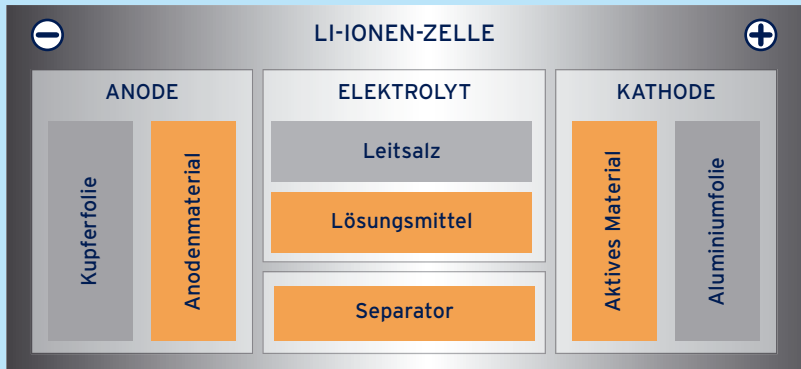 LI-IONEN-ZELLE
ANODE
Kupferfolie
Anodenmaterial
ELEKTROLYT
Leitsalz
Lösungsmittel
Separator
KATHODE
Aktives Material
Aluminiumfolie